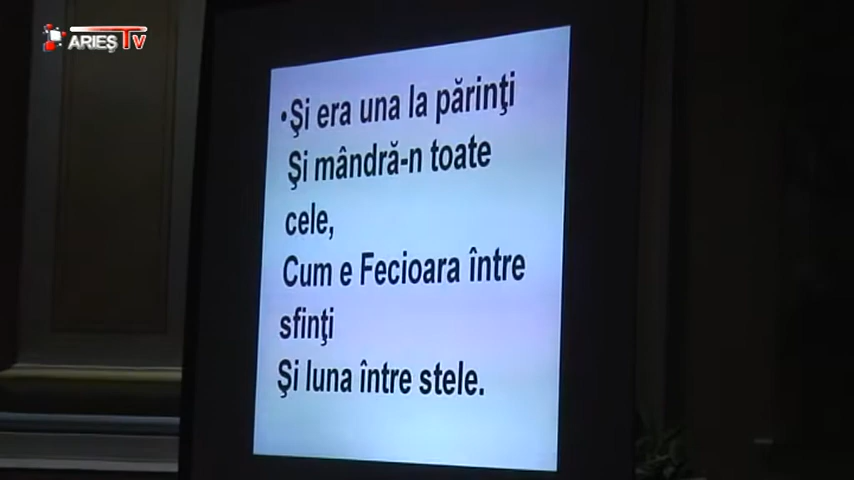 ARIEŞ TV
•Şi era una la părinţi
Şi mândră-n toate
cele,
Cum e Fecioara între
sfinţi
Şi luna între stele.